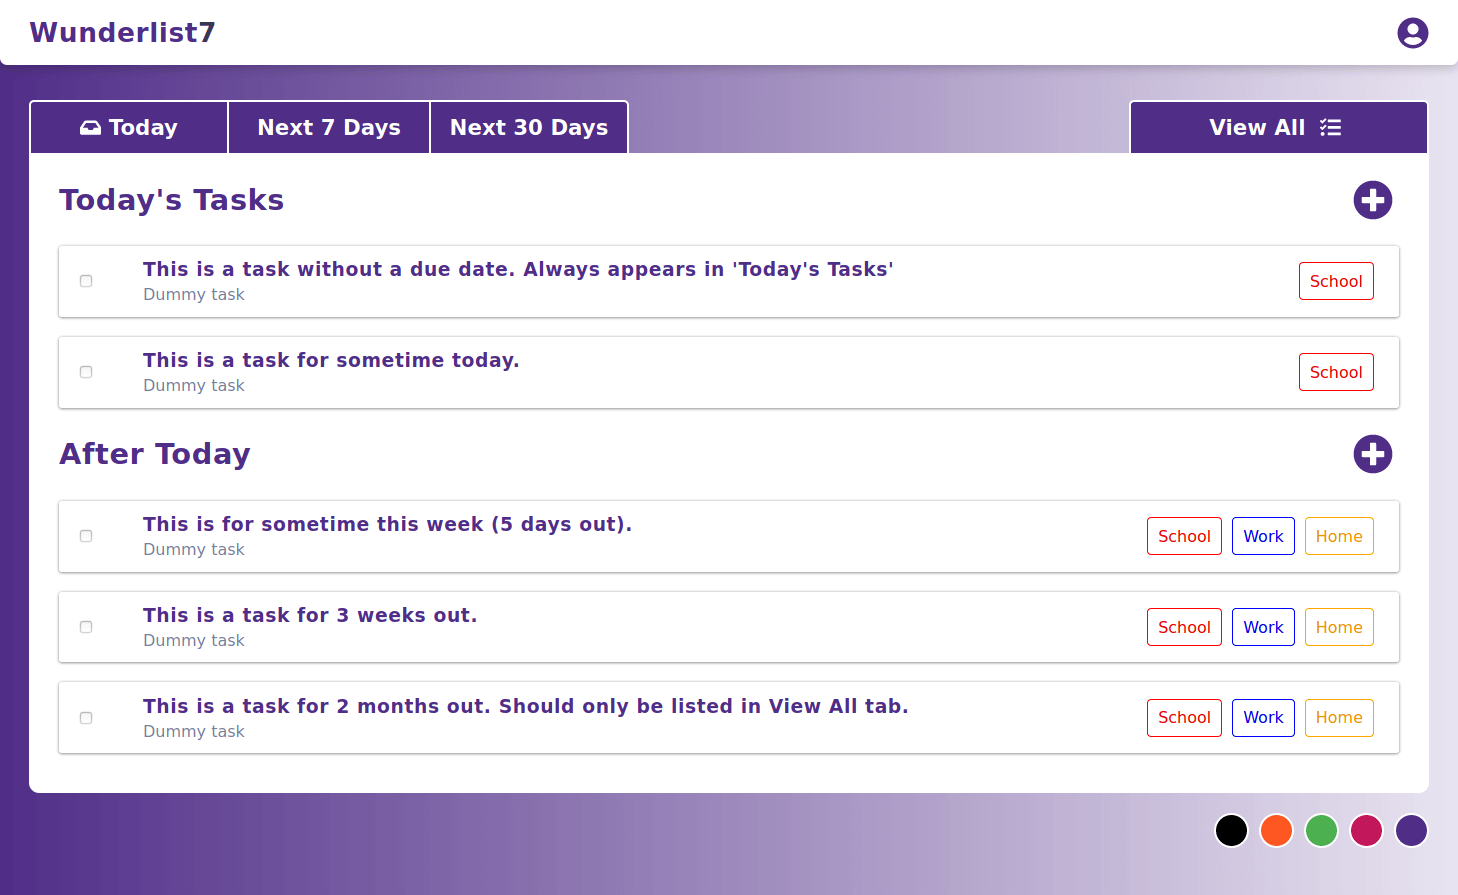 Wunderlist7
Today
Next 7 Days
Next 30 Days
View All
Today's Tasks
This is a task without a due date. Always appears in 'Today's Tasks'
Dummy task
School
This is a task for sometime today.
Dummy task
School
After Today
This is for sometime this week (5 days out).
Dummy task
School Work Home
This is a task for 3 weeks out.
Dummy task
School Work Home
This is a task for 2 months out. Should only be listed in View All tab.
Dummy task
School Work Home